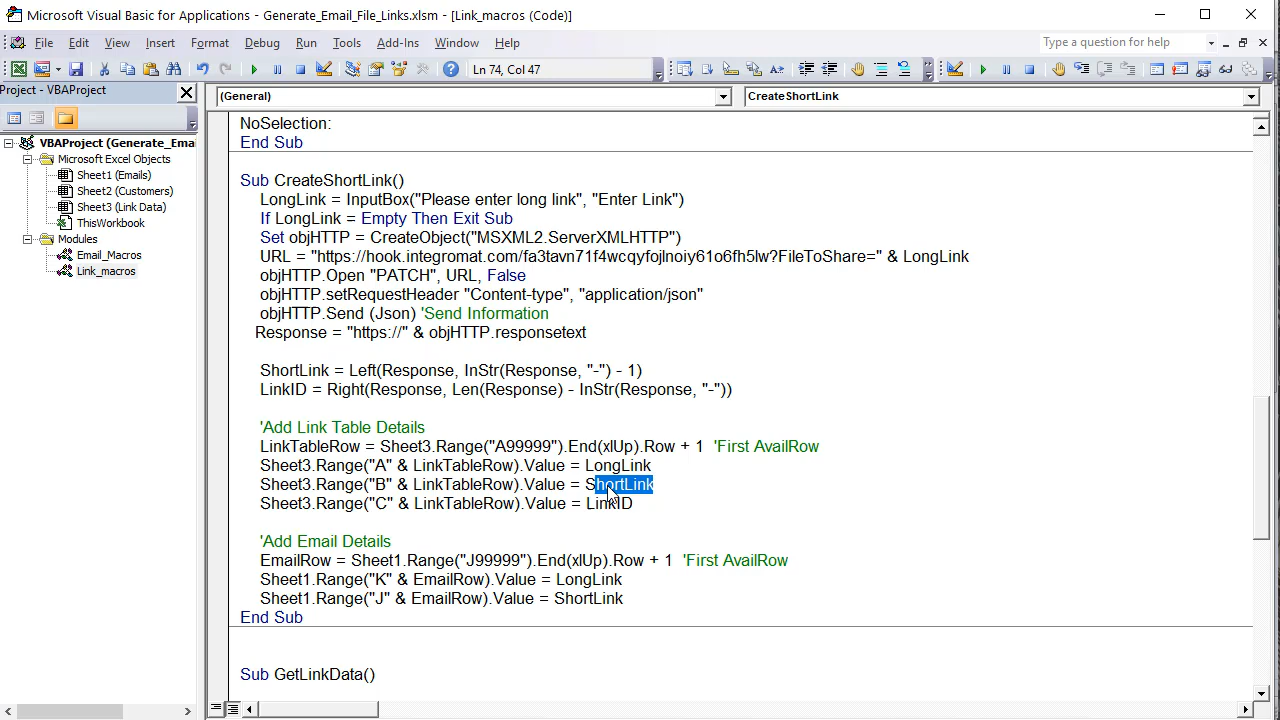 Microsoft Visual Basic for Applications - Generate_Email_File_Links.xlsm - [Link_macros (Code)]
File Edit View Insert Format Debug Run Tools Add-Ins Window Help
Type a question for help
Ln 74, Col 47
Project - VBAProject
(General)
CreateShortLink
VBAProject (Generate_Emai
Microsoft Excel Objects
Sheet1 (Emails)
Sheet2 (Customers)
Sheet3 (Link Data)
ThisWorkbook
Modules
Email_Macros
Link_macros
NoSelection:
End Sub
Sub CreateShortLink()
LongLink = InputBox("Please enter long link", "Enter Link")
If LongLink = Empty Then Exit Sub
Set objHTTP = CreateObject("MSXML2.ServerXMLHTTP")
URL = "https://hook.integromat.com/fa3tavn71f4wcqyfojlnoiy61o6fh5lw?FileToShare=" & LongLink
objHTTP.Open "PATCH", URL, False
objHTTP.setRequestHeader "Content-type", "application/json"
objHTTP.Send (Json) 'Send Information
Response = "https://" & objHTTP.responsetext
ShortLink = Left(Response, InStr(Response, "-") - 1)
LinkID = Right(Response, Len(Response) - InStr(Response, "-"))
'Add Link Table Details
LinkTableRow = Sheet3.Range("A99999").End(xlUp).Row + 1 'First AvailRow
Sheet3.Range("A" & LinkTableRow).Value = LongLink
Sheet3.Range("B" & LinkTableRow).Value = ShortLink
Sheet3.Range("C" & LinkTableRow).Value = LinkID
'Add Email Details
EmailRow = Sheet1.Range("J99999").End(xlUp).Row + 1 'First AvailRow
Sheet1.Range("K" & EmailRow).Value = LongLink
Sheet1.Range("J" & EmailRow).Value = ShortLink
End Sub
Sub GetLinkData()